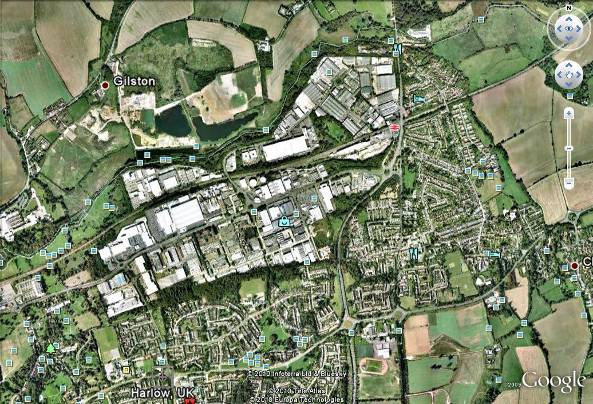 N
Gilston
C
© 2010 Infoterra Ltd & Bluesky
© 2010 Tele Atlas
© 2010 Europa Technologies
Harlow, UK
Google